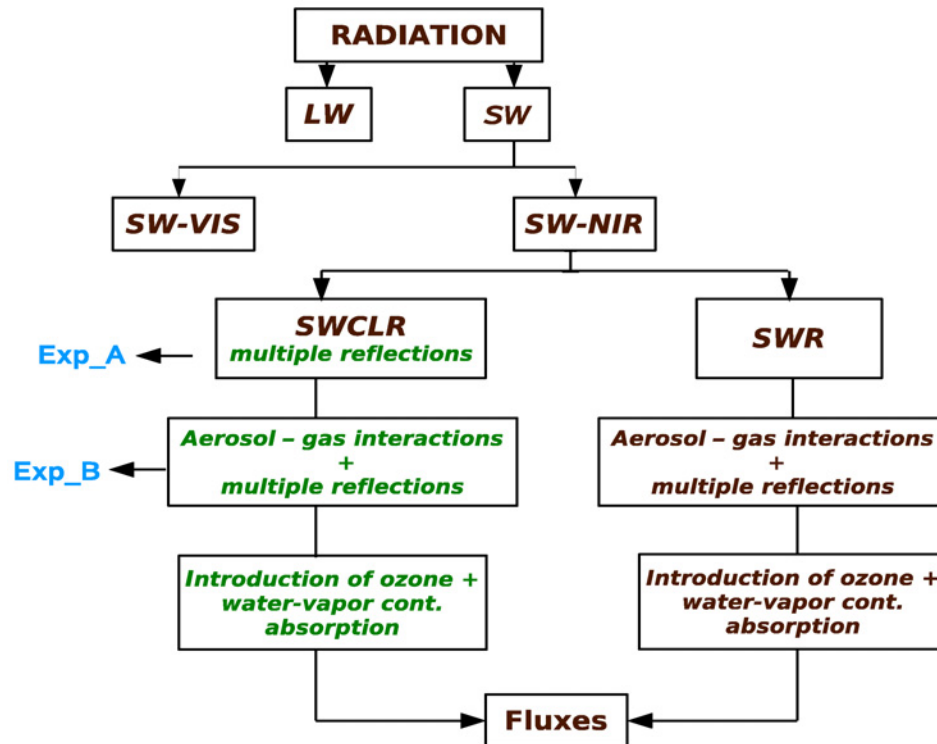 RADIATION
LW
SW
SW-VIS
SW-NIR
SWCLR
multiple reflections
SWR
Exp_A
Aerosol – gas interactions
+
multiple reflections
Aerosol – gas interactions
+
multiple reflections
Exp_B
Introduction of ozone +
water-vapor cont.
absorption
Introduction of ozone +
water-vapor cont.
absorption
Fluxes